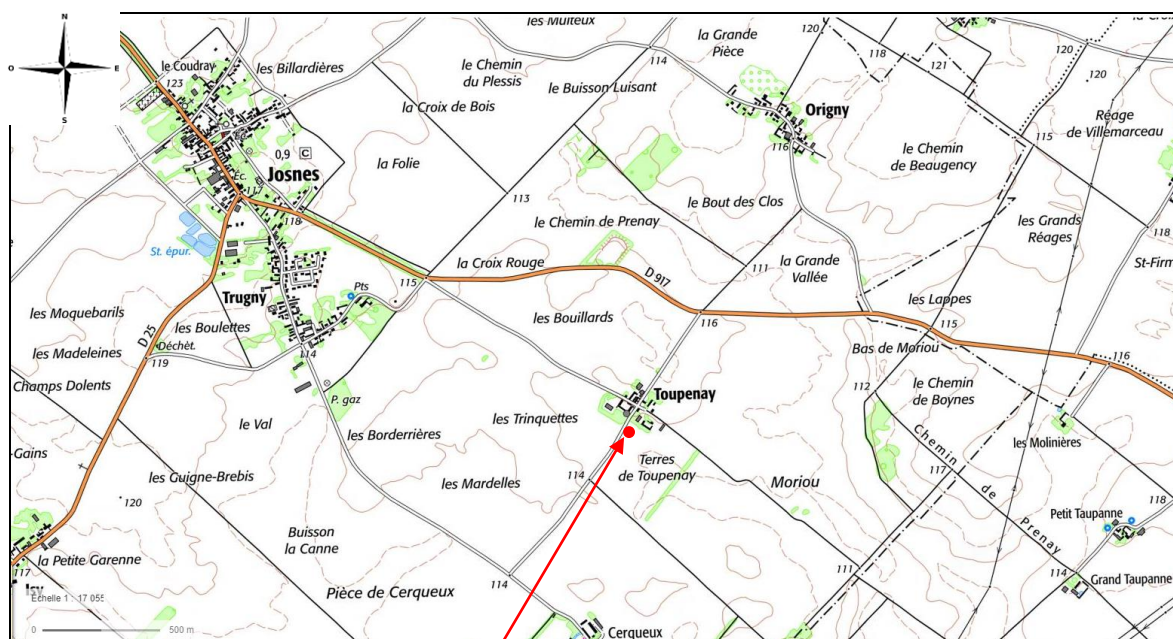 N
O
E
S
les Multeux
la Grande
Pièce
120
118
121
120
120
le Coudray
123
les Billardières
le Chemin
du Plessis
114
le Buisson Luisant
la Croix de Bois
Origny
116
115
Réage
de Villemarceau
le Chemin
de Beaugency
0,9
C
la Folie
Josnes
Éc.
117
118
113
le Bout des Clos
le Chemin de Prenay
les Grands
Réages
118
St-Firm
St. épur.
la Croix Rouge
115
D 917
111
la Grande
Vallée
Pts
Trugny
les Moquebarils
D 25
les Boulettes
les Bouillards
116
les Lappes
115
les Madeleines
Déchèt.
119
114
Bas de Moriou
116
Champs Dolents
P. gaz
Toupenay
112
le Chemin
de Boynes
le Val
les Borderrières
les Trinquettes
les Molinières
-Gains
les Guigne-Brebis
les Mardelles
114
Terres
de Toupenay
Moriou
Chemin
de
Prenay
117
120
118
Petit Taupanne
Buisson
la Canne
la Petite Garenne
117
Isy
114
111
114
Grand Taupanne
Echelle 1 : 17 055
Pièce de Cerqueux
0
500 m
Cerqueux